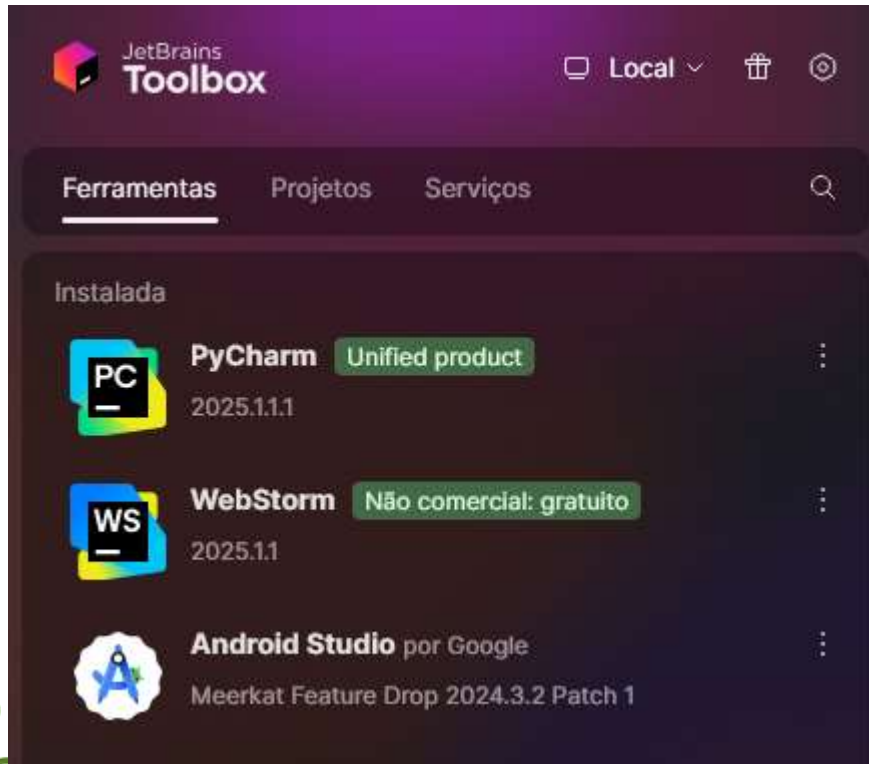 JetBrains
Toolbox
Local
Ferramentas Projetos Serviços
Instalada
PC
PyCharm Unified product
2025.1.1.1
WS
WebStorm Não comercial: gratuito
2025.1.1
Android Studio por Google
Meerkat Feature Drop 2024.3.2 Patch 1